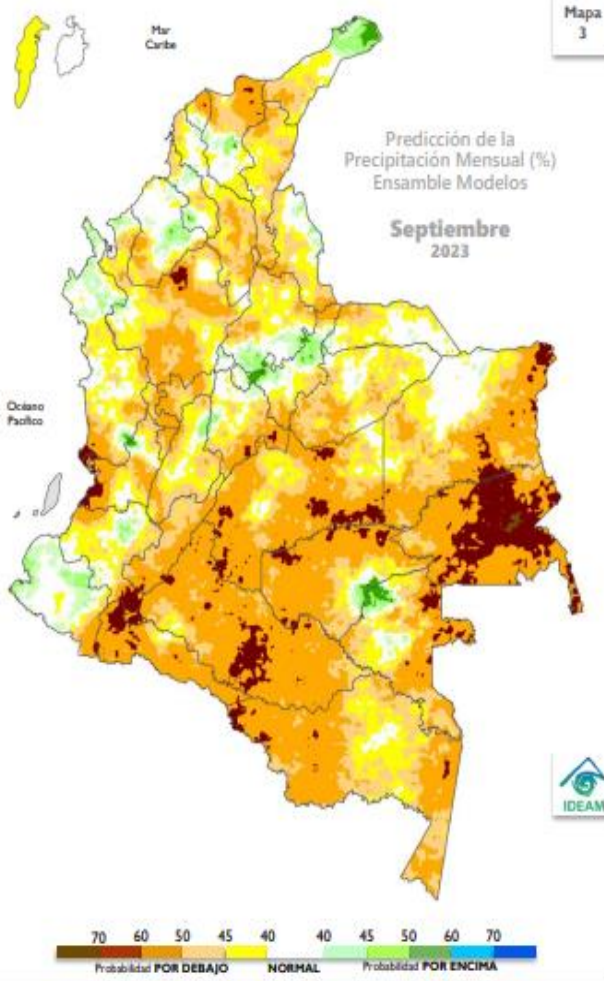 Mapa
3
Mar
Caribe
Predicción de la
Precipitación Mensual (%)
Ensamble Modelos
Septiembre
2023
Océano
Pacífico
IDEAM
70 60 50 45 40 40 45 50 60 70
Probabilidad POR DEBAJO NORMAL Probabilidad POR ENCIMA